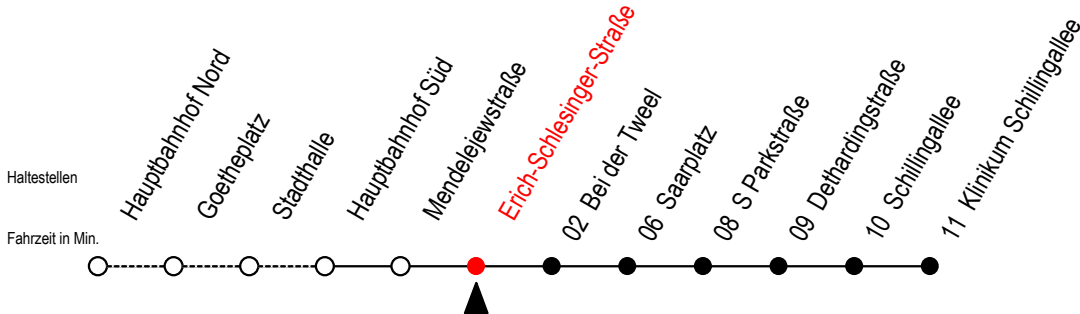 Haltestellen
Fahrzeit in Min.
Hauptbahnhof Nord
Goetheplatz
Stadthalle
Hauptbahnhof Süd
Mendelejewstraße
Erich-Schlesinger-Straße
02 Bei der Tweel
06 Saarplatz
08 S Parkstraße
09 Dethardingstraße
10 Schillingallee
11 Klinikum Schillingallee